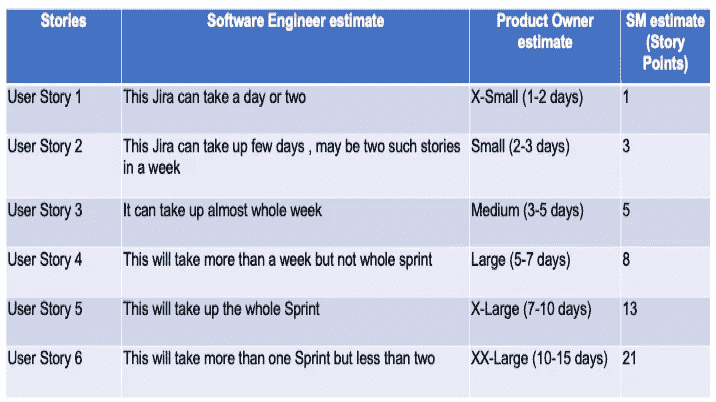 Stories Software Engineer estimate Product Owner estimate SM estimate (Story Points)
User Story 1 This Jira can take a day or two X-Small (1-2 days) 1
User Story 2 This Jira can take up few days , may be two such stories in a week Small (2-3 days) 3
User Story 3 It can take up almost whole week Medium (3-5 days) 5
User Story 4 This will take more than a week but not whole sprint Large (5-7 days) 8
User Story 5 This will take up the whole Sprint X-Large (7-10 days) 13
User Story 6 This will take more than one Sprint but less than two XX-Large (10-15 days) 21